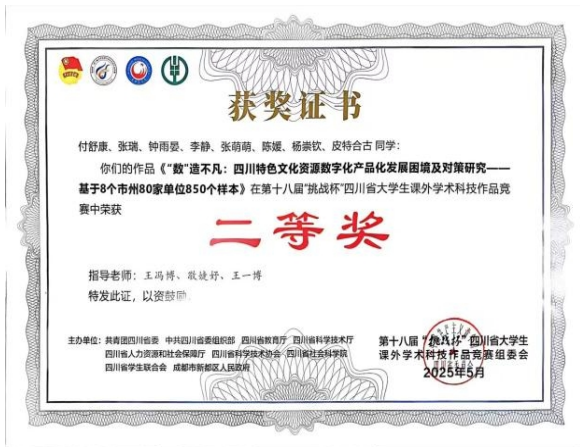 获奖证书
付舒康、张瑞、钟雨晏、李静、张萌萌、陈媛、杨崇钦、皮特合古 同学：
你们的作品《“数”造不凡：四川特色文化资源数字化产品化发展困境及对策研究——
基于8个市州80家单位850个样本》在第十八届“挑战杯”四川省大学生课外学术科技作品竞
赛中荣获
二等奖
指导老师：王冯博、敬婕妤、王一博
特发此证，以资鼓励。
主办单位：共青团四川省委 中共四川省委组织部 四川省教育厅 四川省科学技术厅
四川省人力资源和社会保障厅 四川省科学技术协会 四川省社会科学院
四川省学生联合会 成都市新都区人民政府
第十八届“挑战杯”四川省大学生
课外学术科技作品竞赛组委会
2025年5月